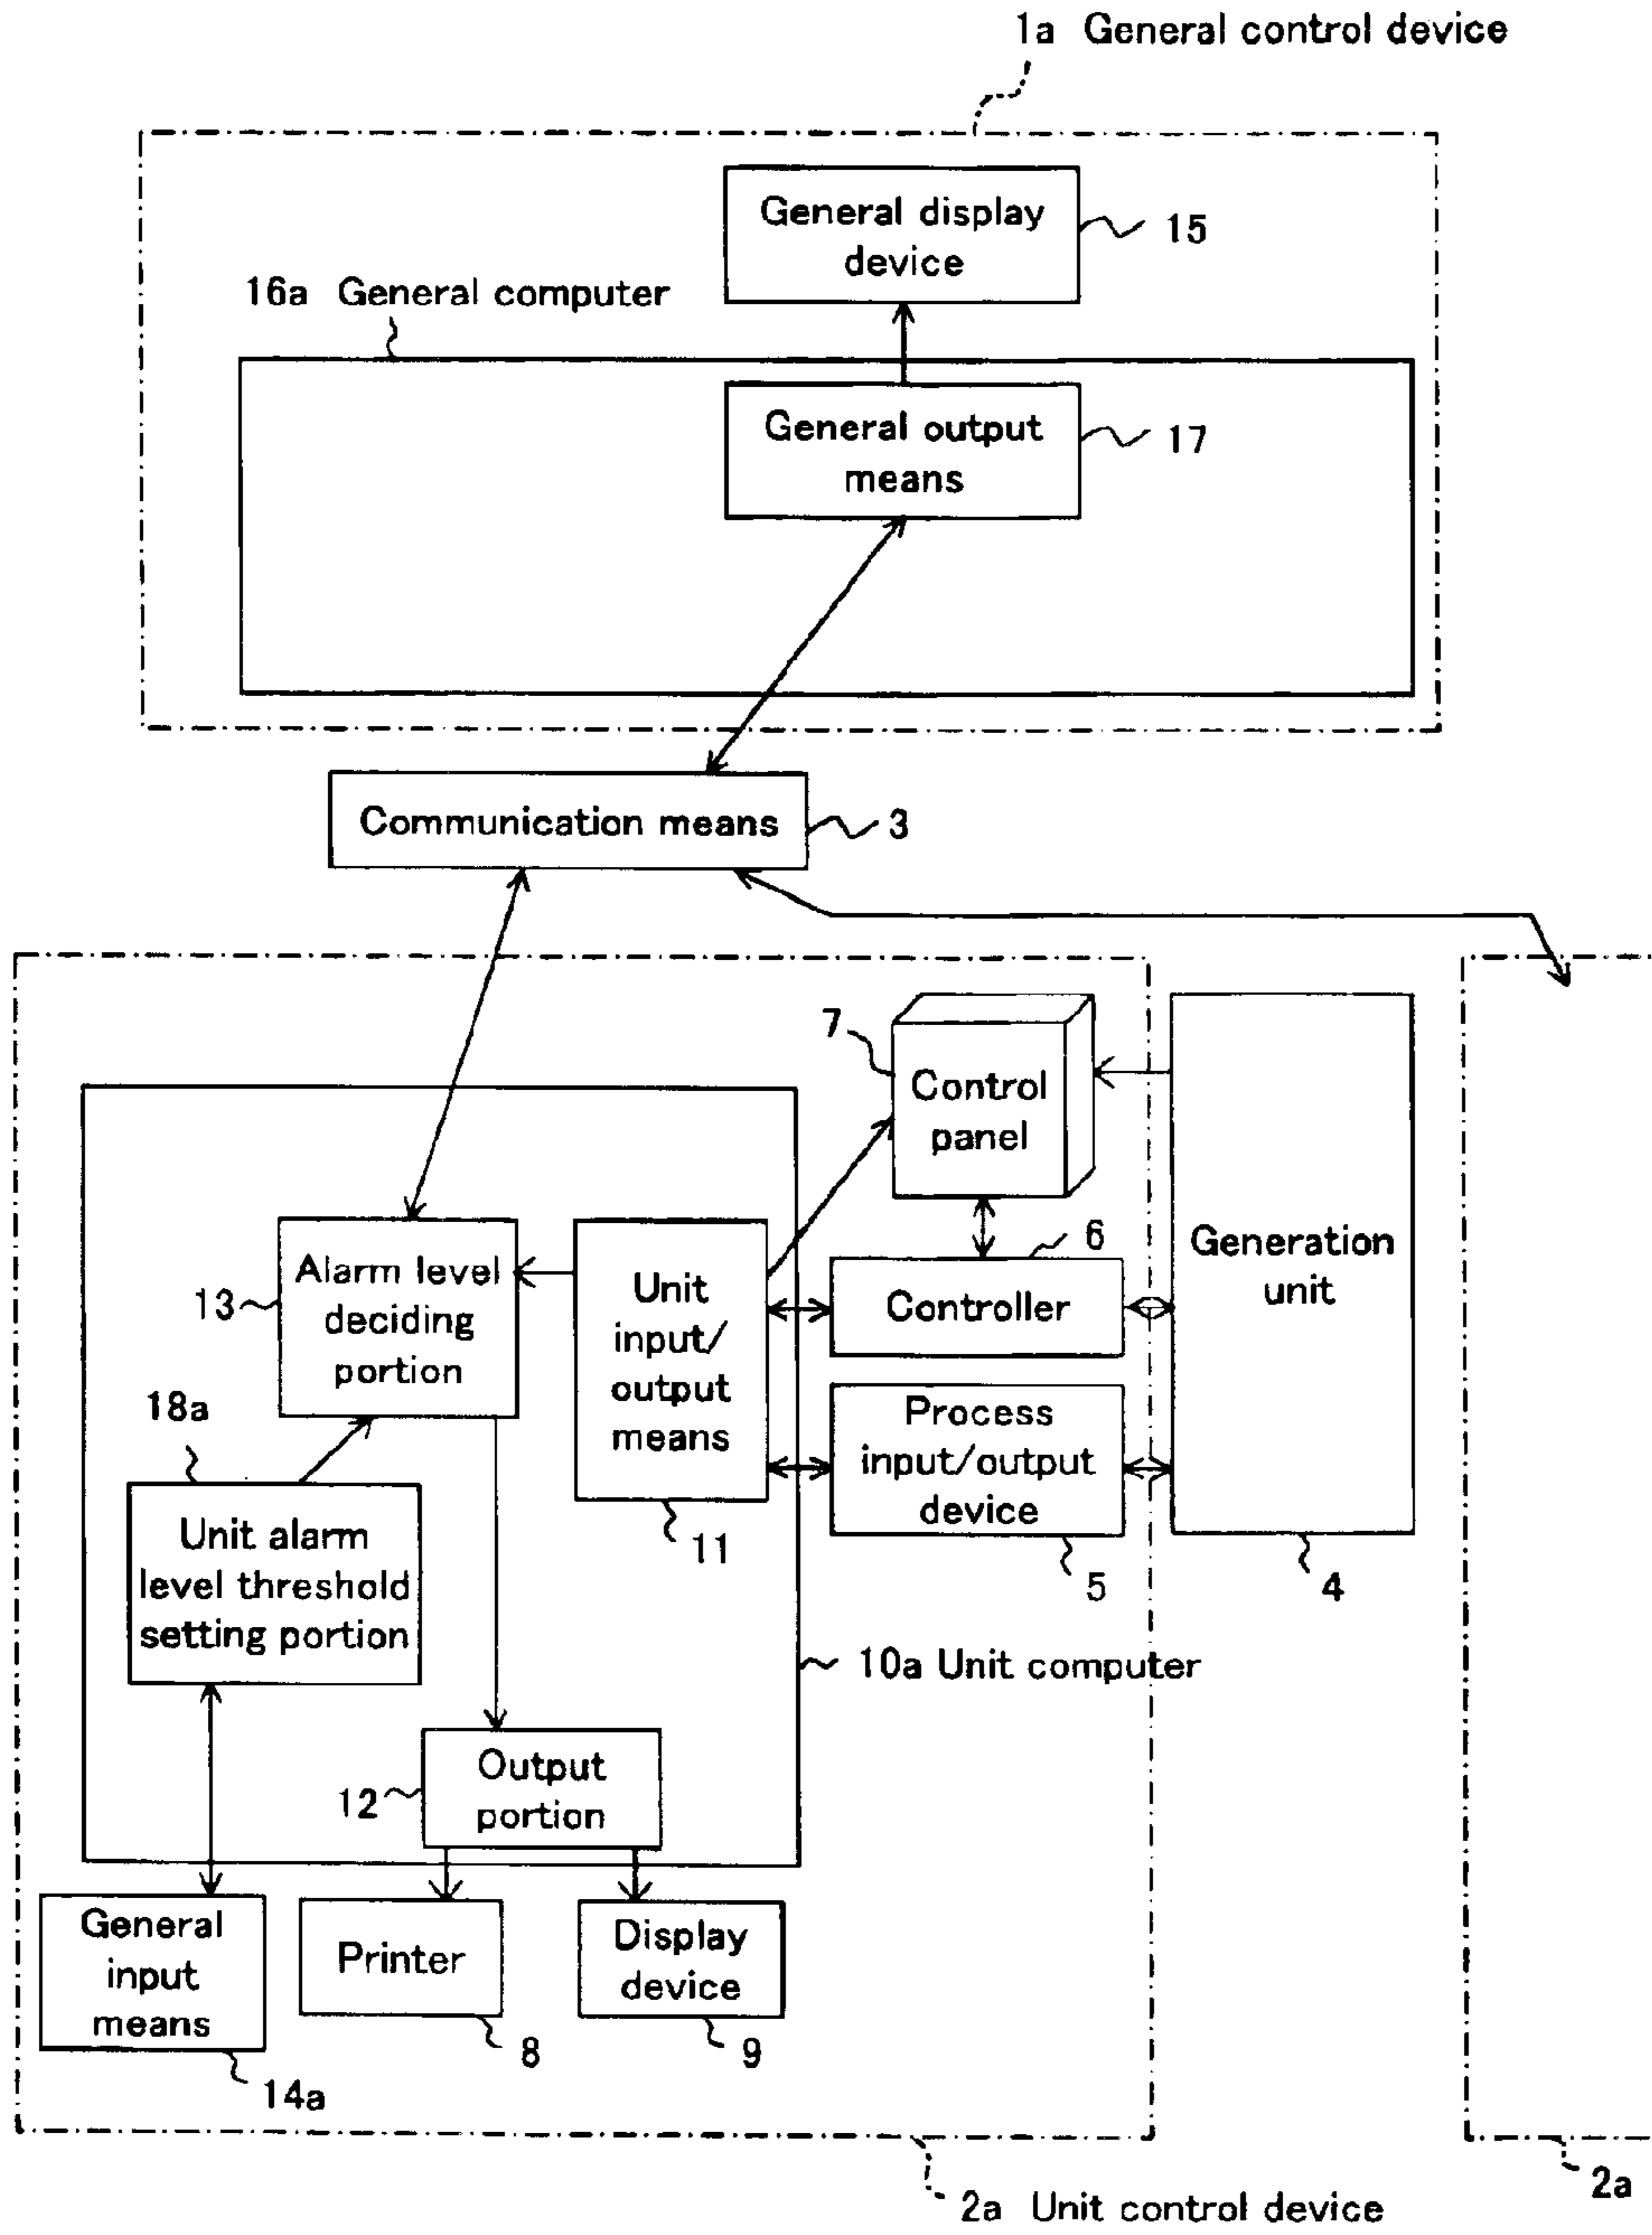 1a General control device
General display
device
15
16a General computer
General output
means
17
Communication means
3
7
Control
panel
Generation
unit
6
Controller
Alarm level
deciding
portion
13
Unit
input/
output
means
11
Process
input/output
device
5
4
18a
Unit alarm
level threshold
setting portion
10a Unit computer
Output
portion
12
General
input
means
14a
Printer
8
Display
device
9
2a Unit control device
2a